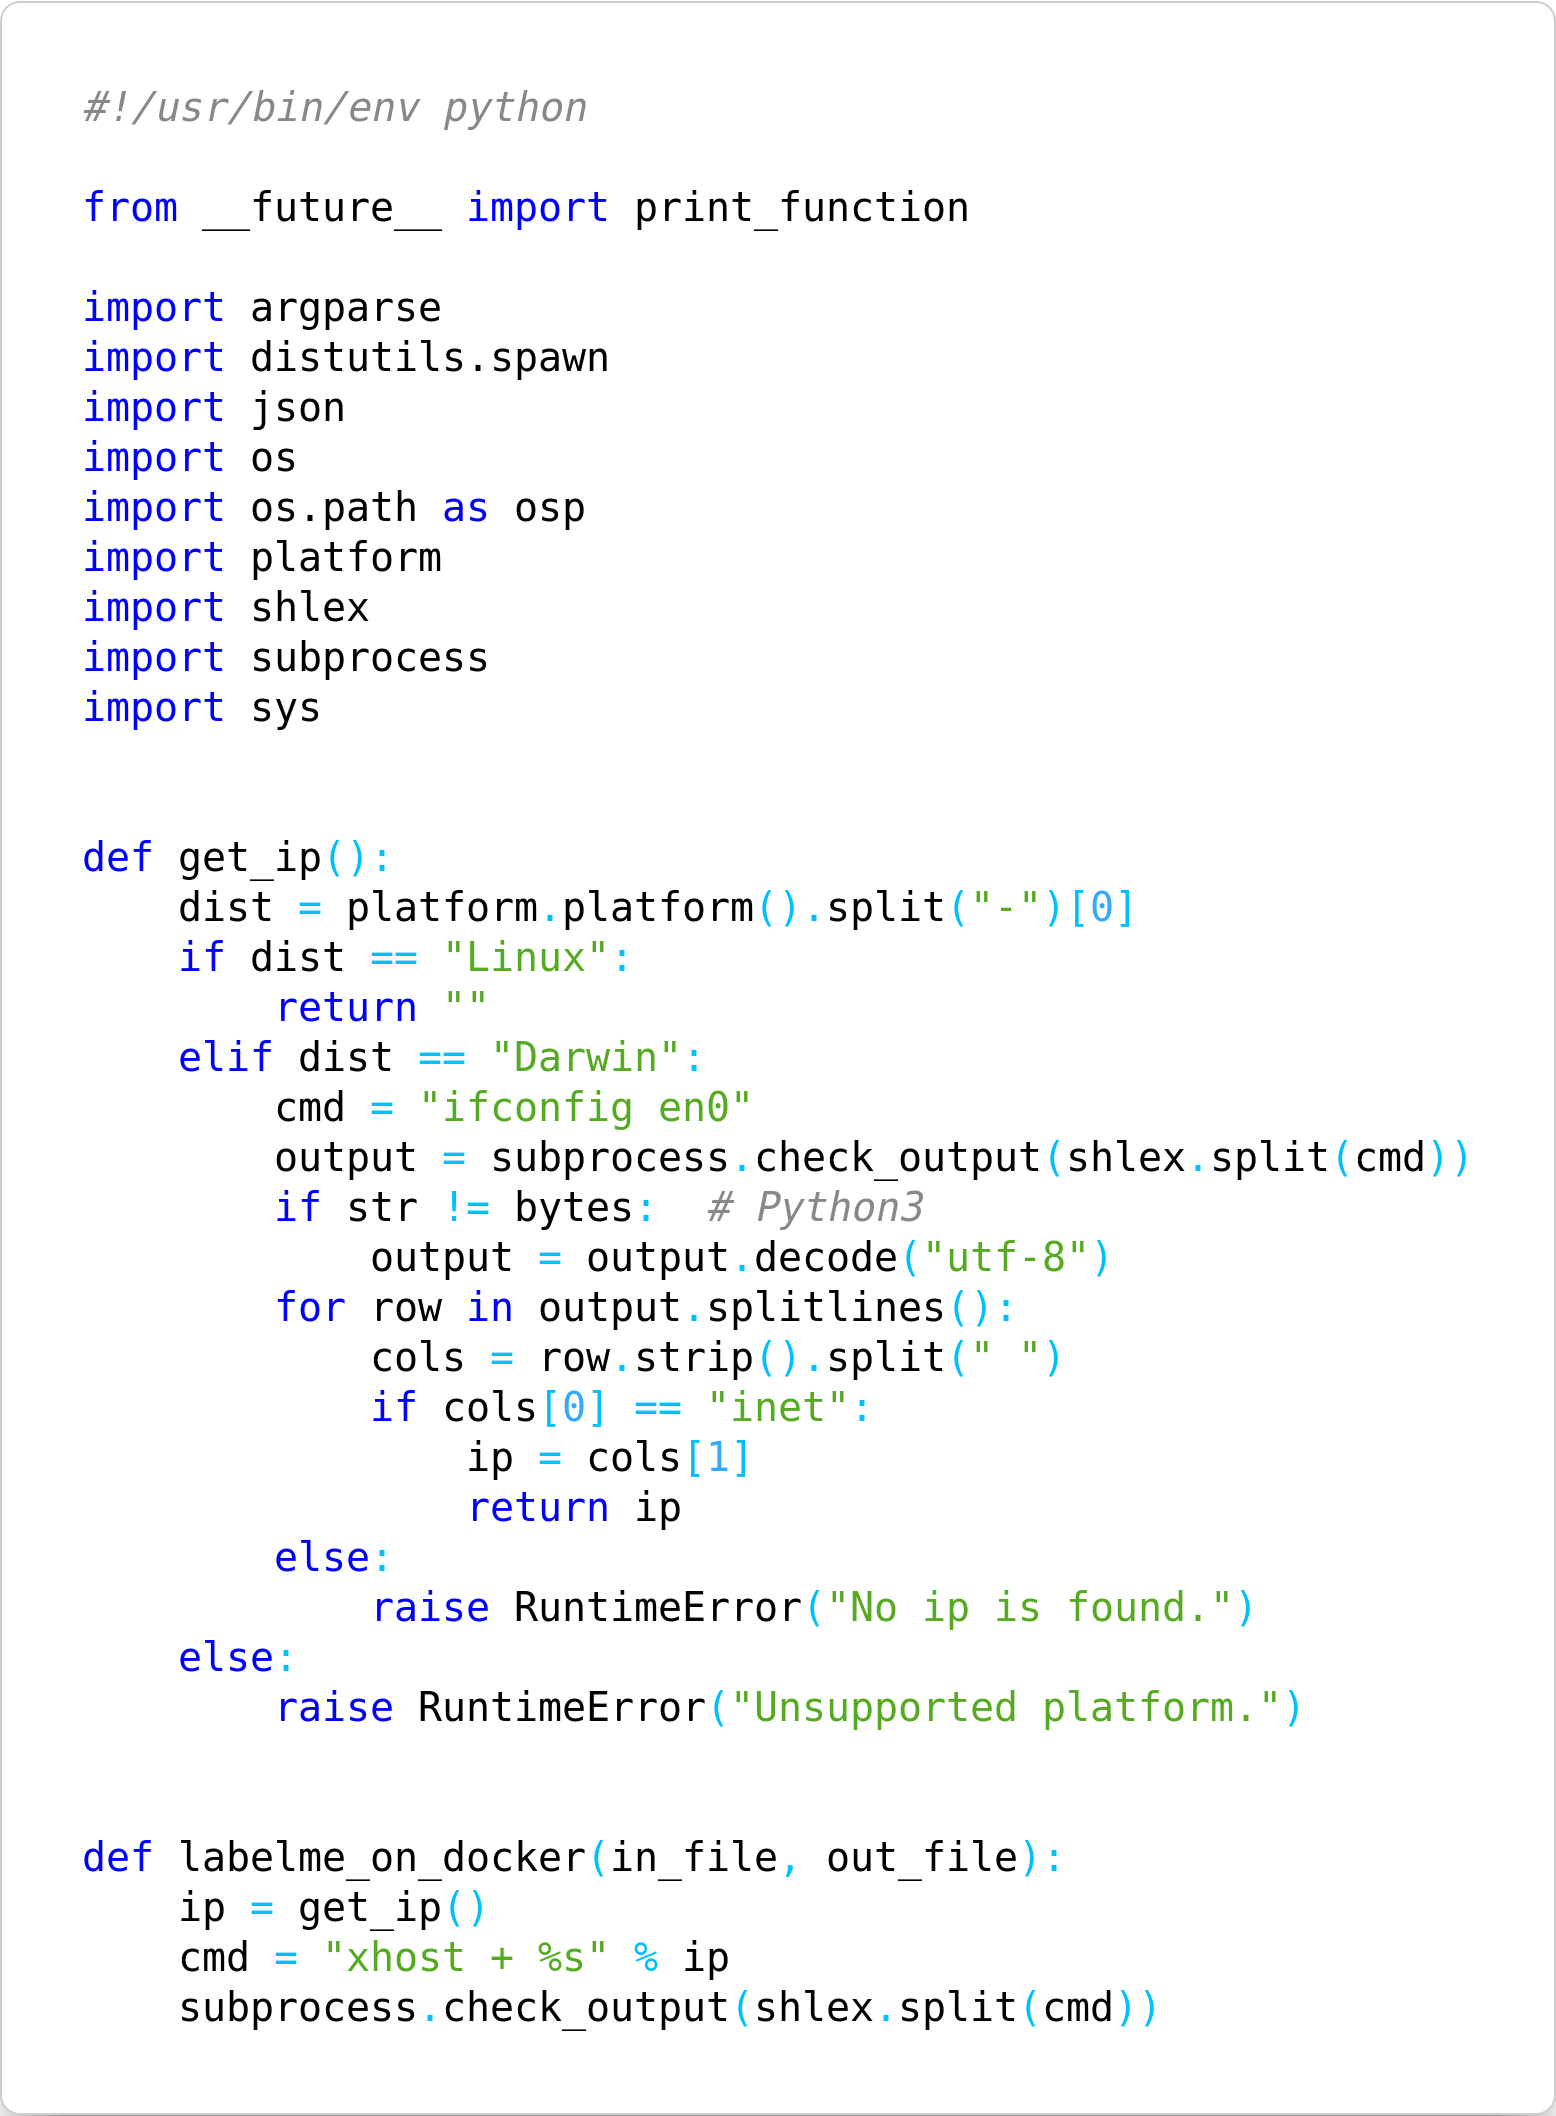 #!/usr/bin/env python

from __future__ import print_function

import argparse
import distutils.spawn
import json
import os
import os.path as osp
import platform
import shlex
import subprocess
import sys


def get_ip():
    dist = platform.platform().split("-")[0]
    if dist == "Linux":
        return ""
    elif dist == "Darwin":
        cmd = "ifconfig en0"
        output = subprocess.check_output(shlex.split(cmd))
        if str != bytes:  # Python3
            output = output.decode("utf-8")
        for row in output.splitlines():
            cols = row.strip().split(" ")
            if cols[0] == "inet":
                ip = cols[1]
                return ip
        else:
            raise RuntimeError("No ip is found.")
    else:
        raise RuntimeError("Unsupported platform.")


def labelme_on_docker(in_file, out_file):
    ip = get_ip()
    cmd = "xhost + %s" % ip
    subprocess.check_output(shlex.split(cmd))